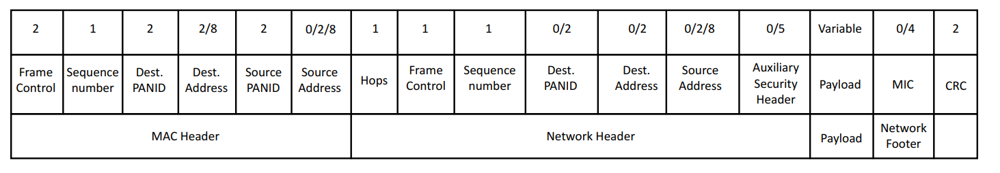 2 1 2 2/8 2 0/2/8 1 1 1 0/2 0/2 0/2/8 0/5 Variable 0/4 2
Frame Control Sequence number Dest. PANID Dest. Address Source PANID Source Address Hops Frame Control Sequence number Dest. PANID Dest. Address Source Address Auxiliary Security Header Payload MIC CRC
MAC Header Network Header Payload Network Footer